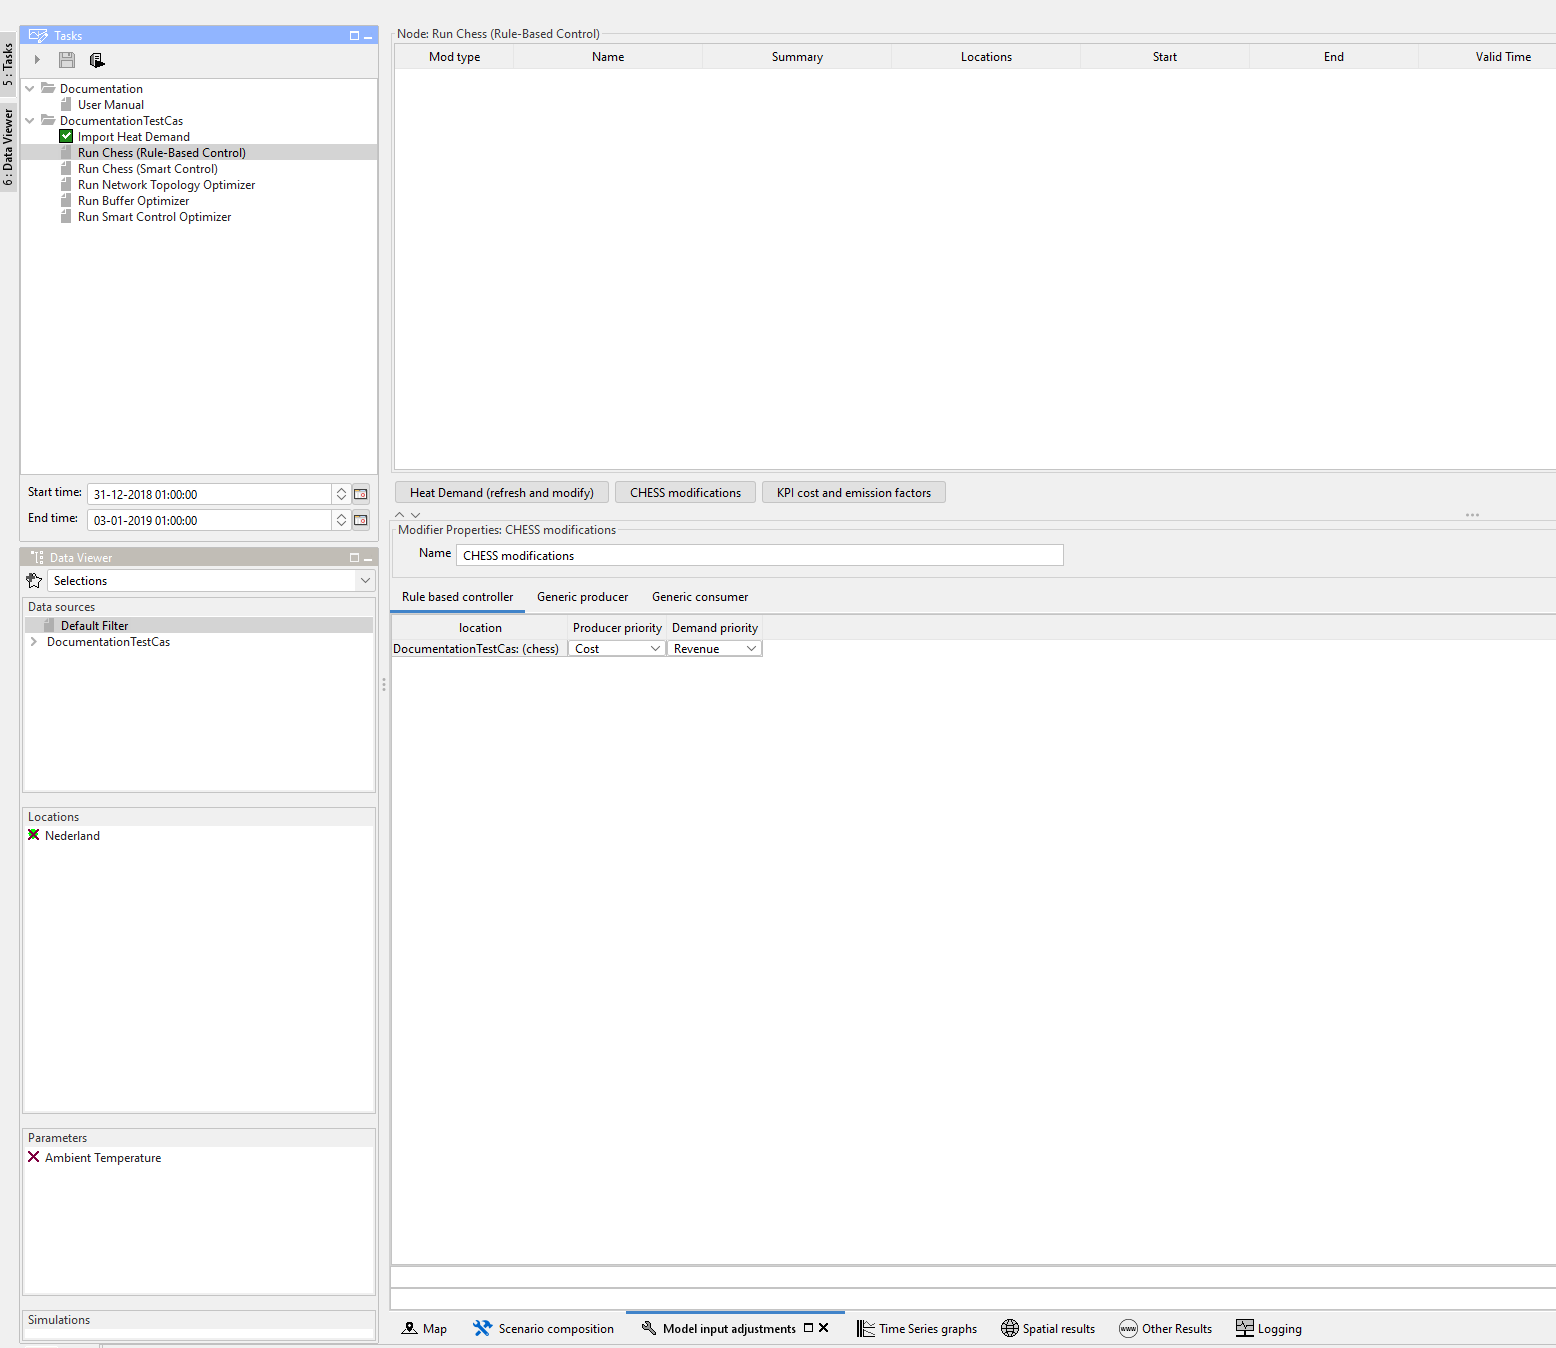 5 : Tasks
6 : Data Viewer
Tasks
Documentation
User Manual
DocumentationTestCas
Import Heat Demand
Run Chess (Rule-Based Control)
Run Chess (Smart Control)
Run Network Topology Optimizer
Run Buffer Optimizer
Run Smart Control Optimizer
Start time: 31-12-2018 01:00:00
End time: 03-01-2019 01:00:00
Data Viewer
Selections
Data sources
Default Filter
DocumentationTestCas
Locations
Nederland
Parameters
Ambient Temperature
Simulations
Node: Run Chess (Rule-Based Control)
Mod type Name Summary Locations Start End Valid Time
Heat Demand (refresh and modify) CHESS modifications KPI cost and emission factors
Modifier Properties: CHESS modifications
Name CHESS modifications
Rule based controller Generic producer Generic consumer
location Producer priority Demand priority
DocumentationTestCas: (chess) Cost Revenue
Map Scenario composition Model input adjustments Time Series graphs Spatial results www Other Results Logging